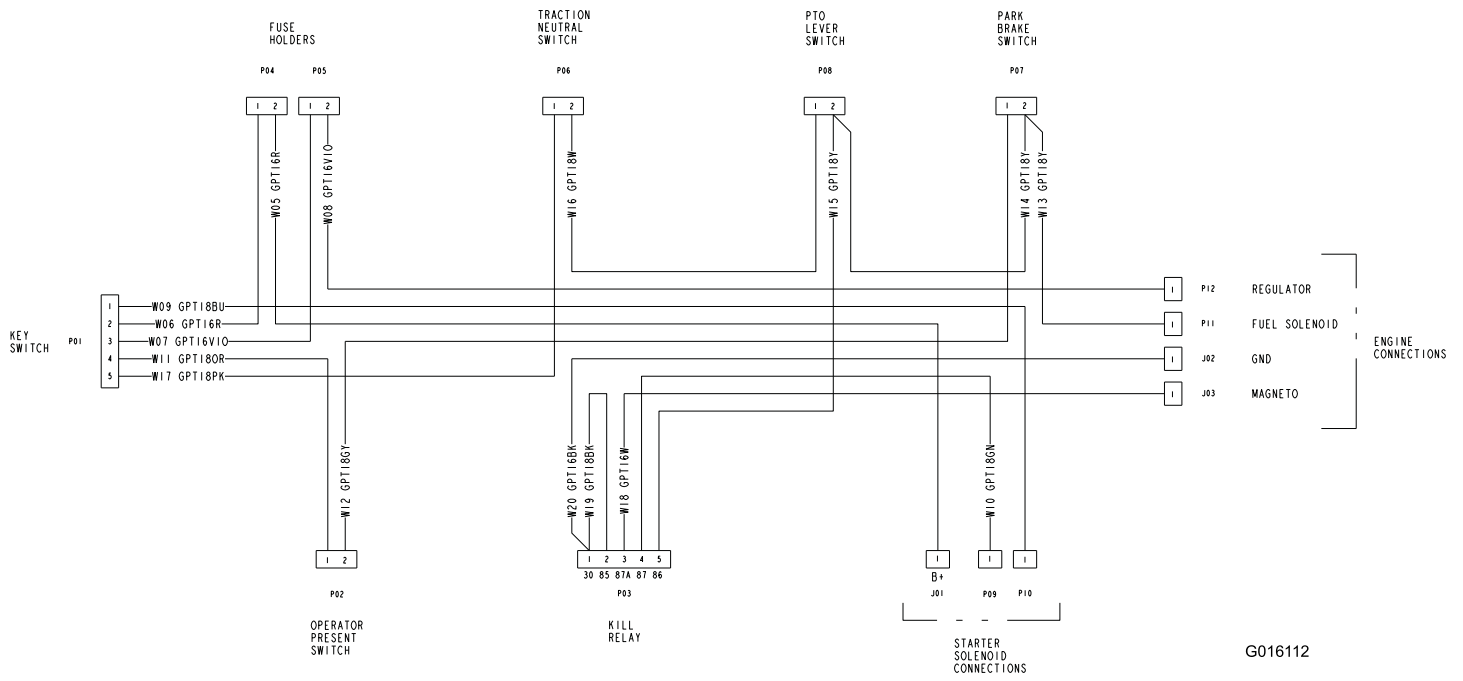 FUSE
HOLDERS
TRACTION
NEUTRAL
SWITCH
PTO
LEVER
SWITCH
PARK
BRAKE
SWITCH
P04
P05
P06
P08
P07
1 2
1 2
1 2
1 2
1 2
W05 GPT16R
W08 GPT16VIO
W16 GPT18W
W15 GPT18Y
W14 GPT18Y
W13 GPT18Y
KEY
SWITCH
P01
1
2
3
4
5
W09 GPT18BU
W06 GPT16R
W07 GPT16VIO
W11 GPT18OR
W17 GPT18PK
1 P12 REGULATOR
1 P11 FUEL SOLENOID
1 J02 GND
1 J03 MAGNETO
ENGINE
CONNECTIONS
W12 GPT18GY
W20 GPT16BK
W19 GPT18BK
W18 GPT16W
W10 GPT18GN
1 2
P02
OPERATOR
PRESENT
SWITCH
1 2 3 4 5
30 85 87A 87 86
P03
KILL
RELAY
1
1
1
B+
J01
P09
P10
STARTER
SOLENOID
CONNECTIONS
G016112